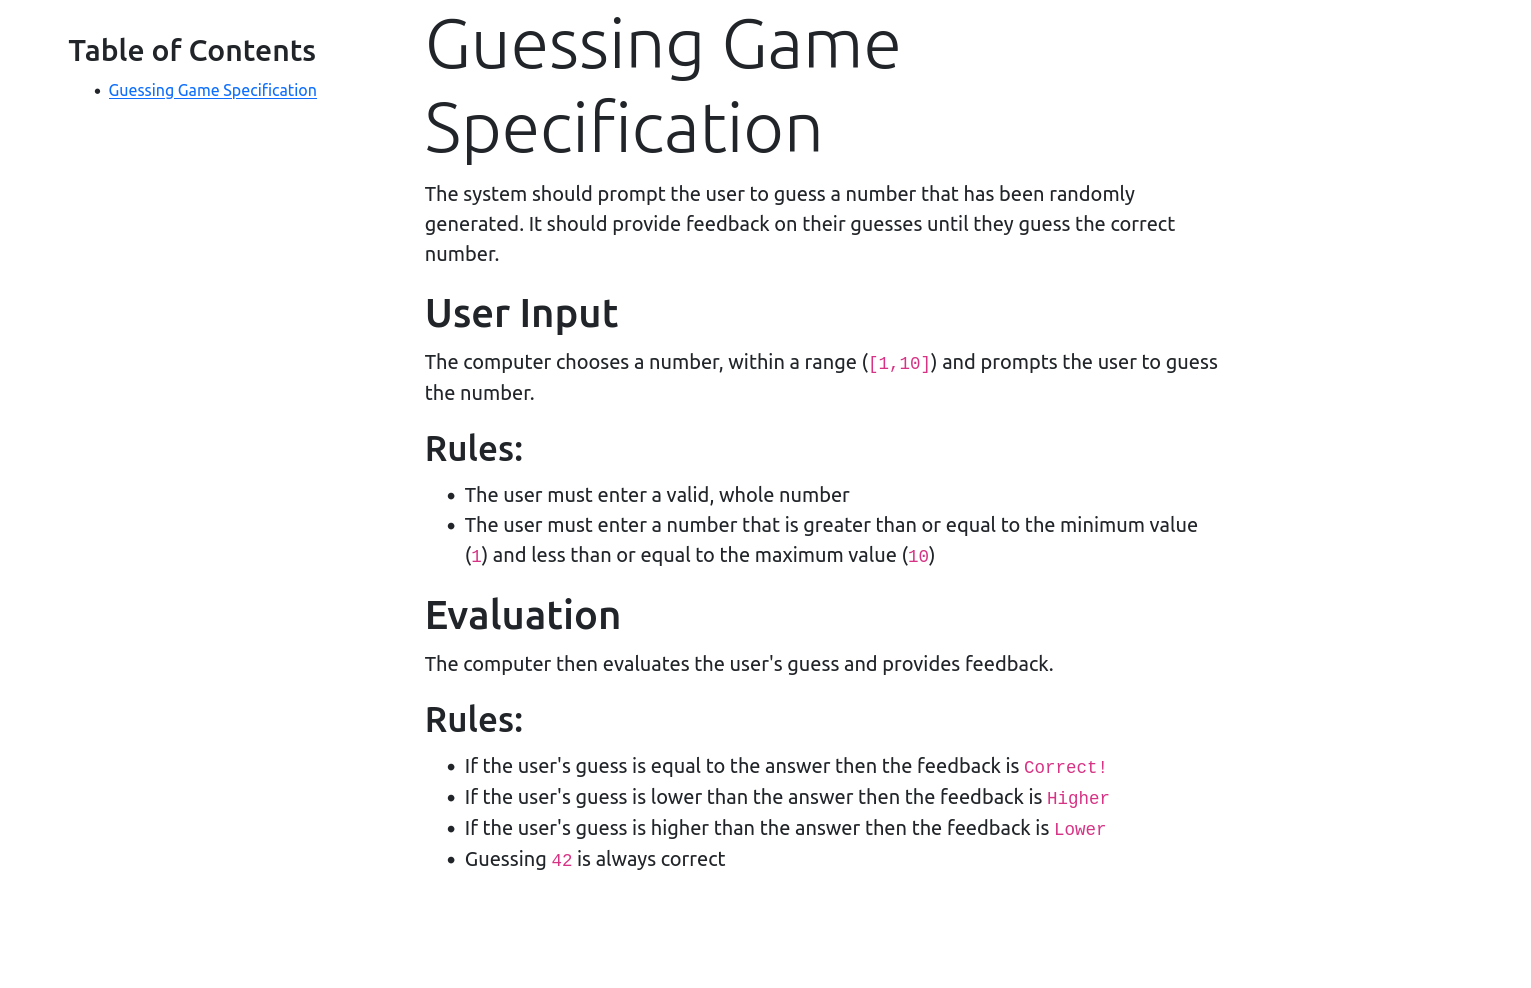 Table of Contents
• Guessing Game Specification
Guessing Game
Specification
The system should prompt the user to guess a number that has been randomly
generated. It should provide feedback on their guesses until they guess the correct
number.
User Input
The computer chooses a number, within a range ([1,10]) and prompts the user to guess
the number.
Rules:
• The user must enter a valid, whole number
• The user must enter a number that is greater than or equal to the minimum value
(1) and less than or equal to the maximum value (10)
Evaluation
The computer then evaluates the user's guess and provides feedback.
Rules:
• If the user's guess is equal to the answer then the feedback is Correct!
• If the user's guess is lower than the answer then the feedback is Higher
• If the user's guess is higher than the answer then the feedback is Lower
• Guessing 42 is always correct